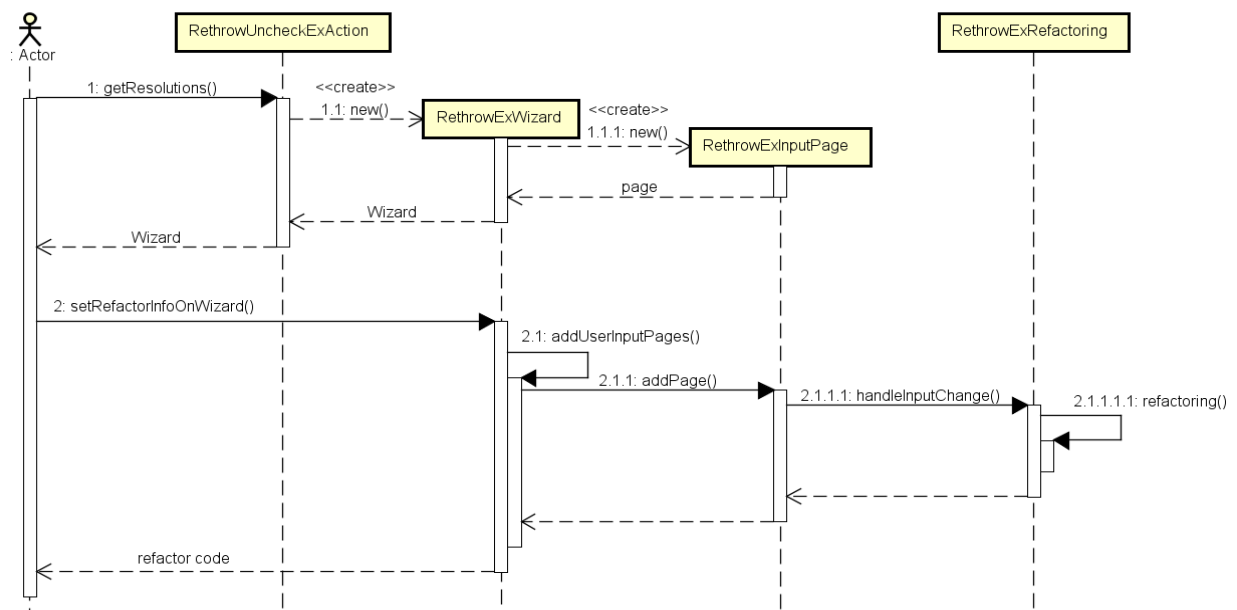 RethrowUncheckExAction
RethrowExRefactoring
: Actor
1: getResolutions()
<<create>>
1.1: new()
RethrowExWizard
<<create>>
1.1.1: new()
RethrowExInputPage
page
Wizard
Wizard
2: setRefactorInfoOnWizard()
2.1: addUserInputPages()
2.1.1: addPage()
2.1.1.1: handleInputChange()
2.1.1.1.1: refactoring()
refactor code